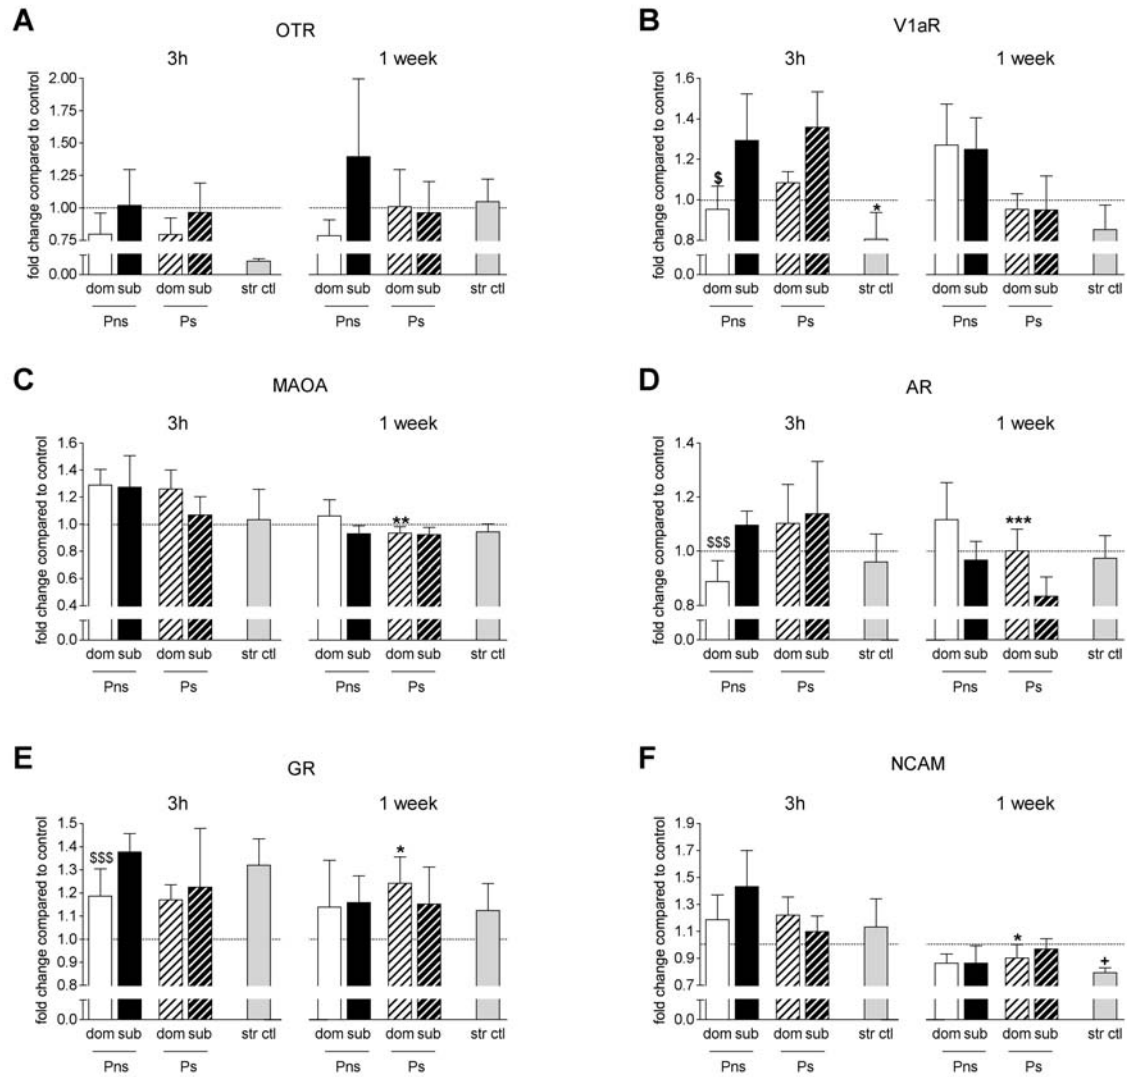 A
OTR
3h 1 week
fold change compared to control
2.00
1.75
1.50
1.25
1.00
0.75
0.00
dom sub dom sub str ctl dom sub dom sub str ctl
Pns Ps Pns Ps
B
V1aR
3h 1 week
fold change compared to control
1.6
1.4
1.2
1.0
0.8
0.0
$ *
dom sub dom sub str ctl dom sub dom sub str ctl
Pns Ps Pns Ps
C
MAOA
3h 1 week
fold change compared to control
1.6
1.4
1.2
1.0
0.8
0.6
0.4
0.0
**
dom sub dom sub str ctl dom sub dom sub str ctl
Pns Ps Pns Ps
D
AR
3h 1 week
fold change compared to control
1.4
1.2
1.0
0.8
0.0
$$$ ***
dom sub dom sub str ctl dom sub dom sub str ctl
Pns Ps Pns Ps
E
GR
3h 1 week
fold change compared to control
1.5
1.4
1.3
1.2
1.1
1.0
0.9
0.8
0.0
$$$ *
dom sub dom sub str ctl dom sub dom sub str ctl
Pns Ps Pns Ps
F
NCAM
3h 1 week
fold change compared to control
1.9
1.7
1.5
1.3
1.1
0.9
0.7
0.0
* +
dom sub dom sub str ctl dom sub dom sub str ctl
Pns Ps Pns Ps